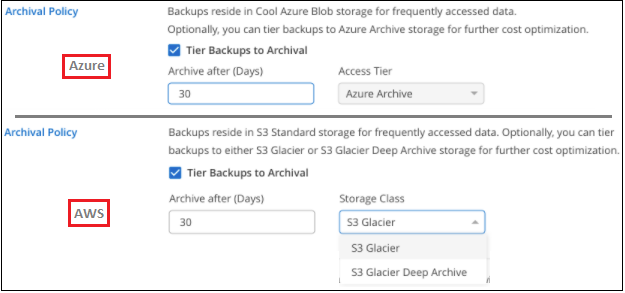 Archival Policy
Backups reside in Cool Azure Blob storage for frequently accessed data.
Optionally, you can tier backups to Azure Archive storage for further cost optimization.
Tier Backups to Archival
Azure
Archive after (Days)
Access Tier
30
Azure Archive
Archival Policy
Backups reside in S3 Standard storage for frequently accessed data. Optionally, you can tier
backups to either S3 Glacier or S3 Glacier Deep Archive storage for further cost optimization.
Tier Backups to Archival
AWS
Archive after (Days)
Storage Class
30
S3 Glacier
S3 Glacier
S3 Glacier Deep Archive